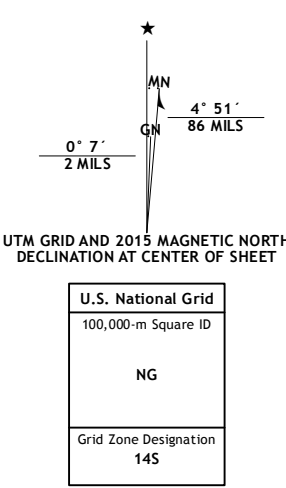 ★
MN
4° 51´
86 MILS
GN
0° 7´
2 MILS
UTM GRID AND 2015 MAGNETIC NORTH
DECLINATION AT CENTER OF SHEET
U.S. National Grid
100,000-m Square ID
NG
Grid Zone Designation
14S